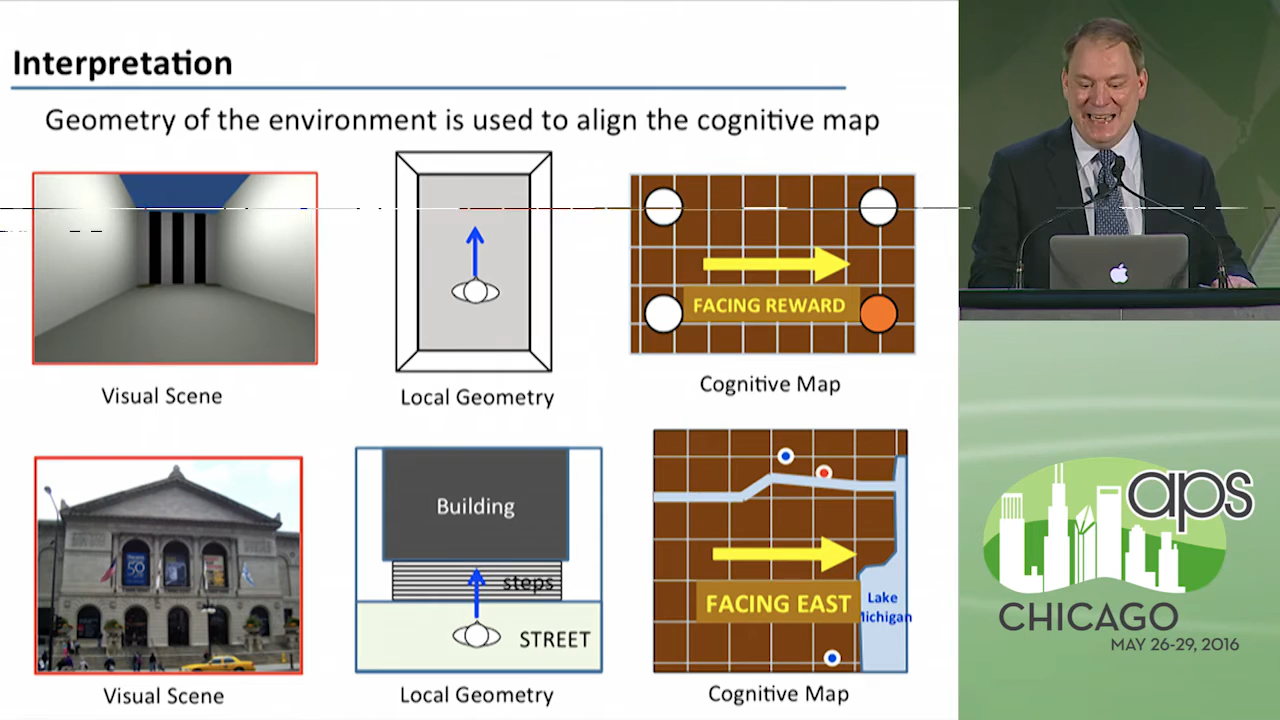 Interpretation
Geometry of the environment is used to align the cognitive map
FACING REWARD
Visual Scene
Local Geometry
Cognitive Map
Building
steps
STREET
FACING EAST
Lake
Michigan
50
Visual Scene
Local Geometry
Cognitive Map
aps
CHICAGO
MAY 26-29, 2016